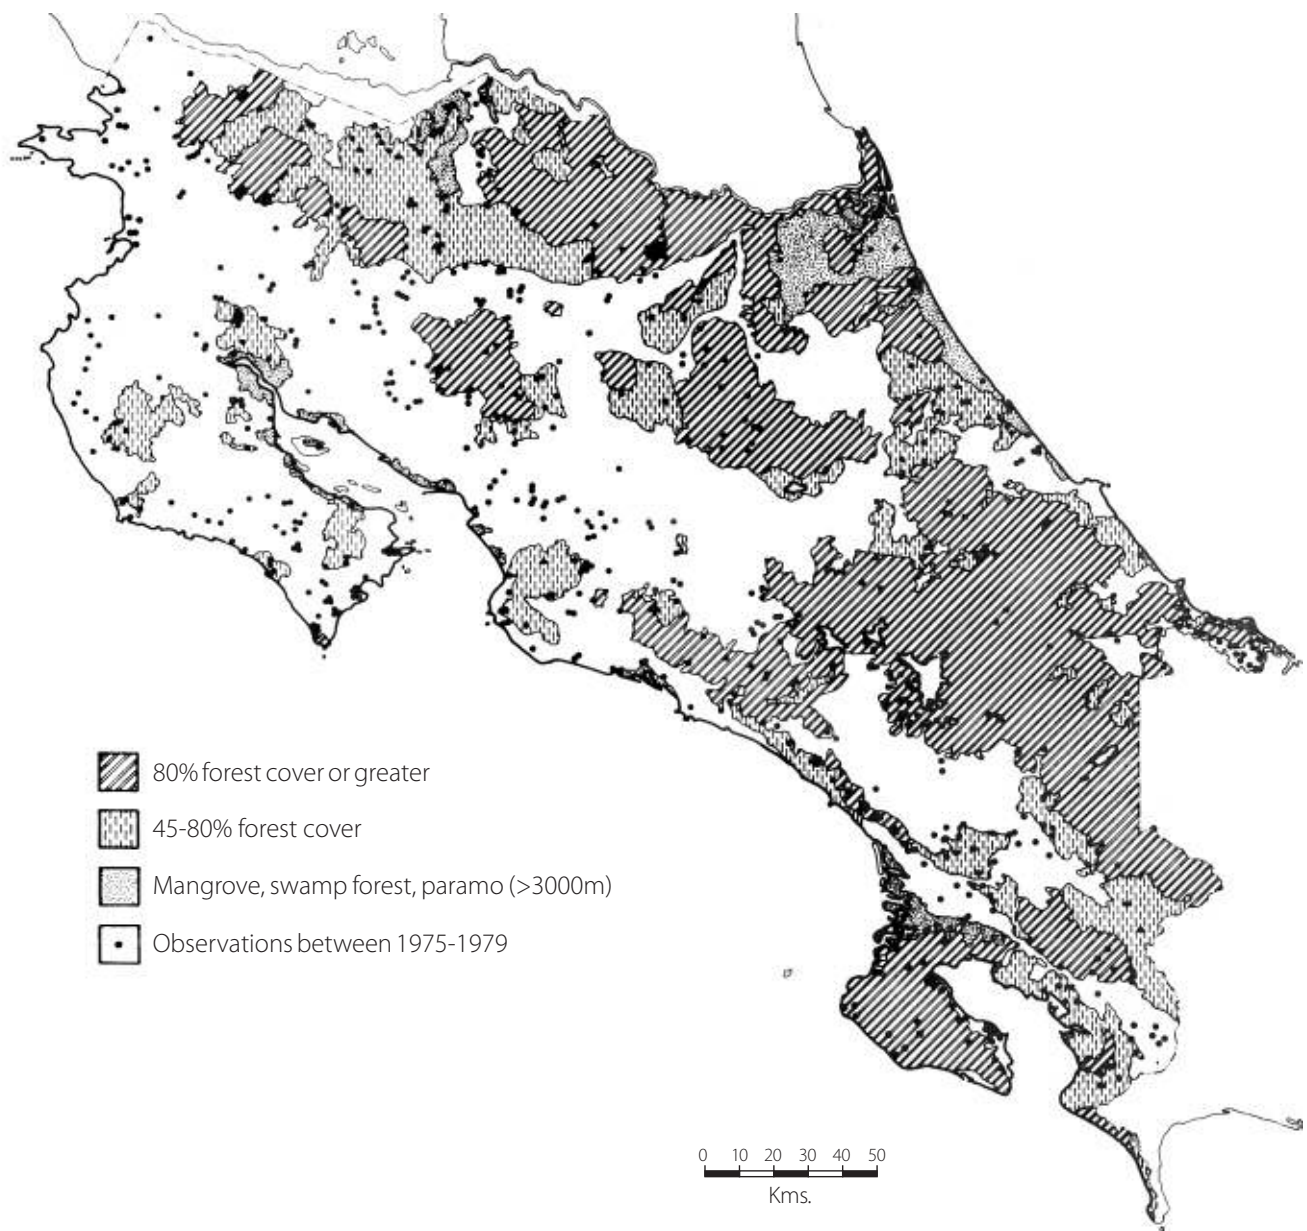 80% forest cover or greater
45-80% forest cover
Mangrove, swamp forest, paramo (>3000m)
Observations between 1975-1979
0 10 20 30 40 50
Kms.